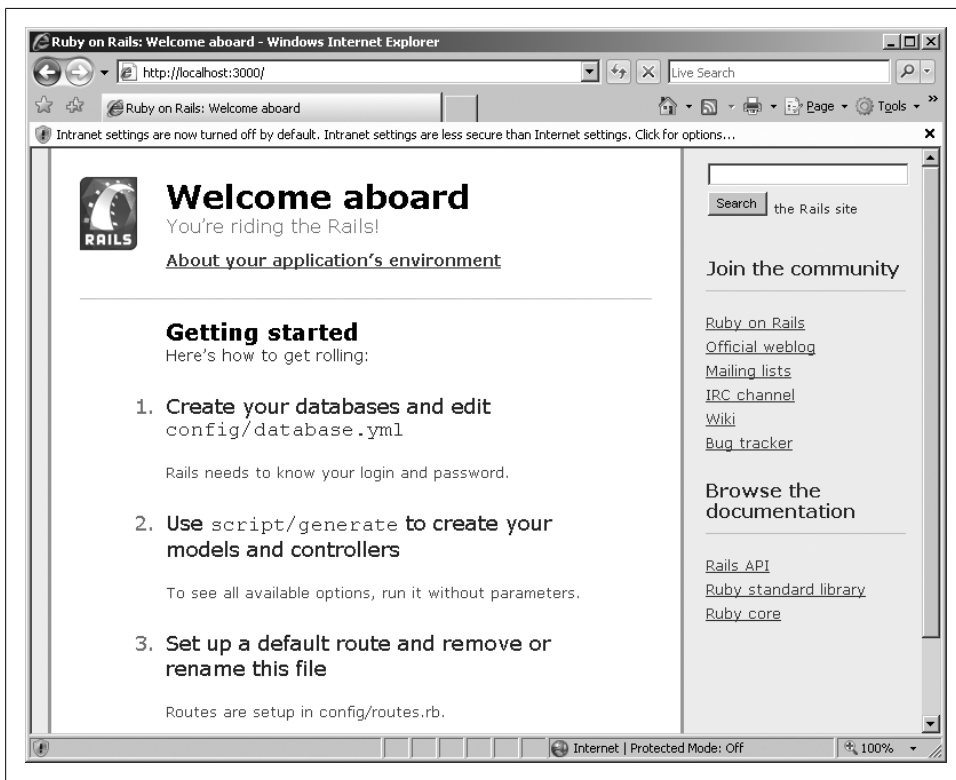 Ruby on Rails: Welcome aboard - Windows Internet Explorer
http://localhost:3000/
Live Search
Ruby on Rails: Welcome aboard
Page
Tools
Intranet settings are now turned off by default. Intranet settings are less secure than Internet settings. Click for options...
RAILS
Welcome aboard
You're riding the Rails!
About your application's environment
Getting started
Here's how to get rolling:
1. Create your databases and edit
config/database.yml
Rails needs to know your login and password.
2. Use script/generate to create your
models and controllers
To see all available options, run it without parameters.
3. Set up a default route and remove or
rename this file
Routes are setup in config/routes.rb.
Search the Rails site
Join the community
Ruby on Rails
Official weblog
Mailing lists
IRC channel
Wiki
Bug tracker
Browse the
documentation
Rails API
Ruby standard library
Ruby core
Internet | Protected Mode: Off
100%